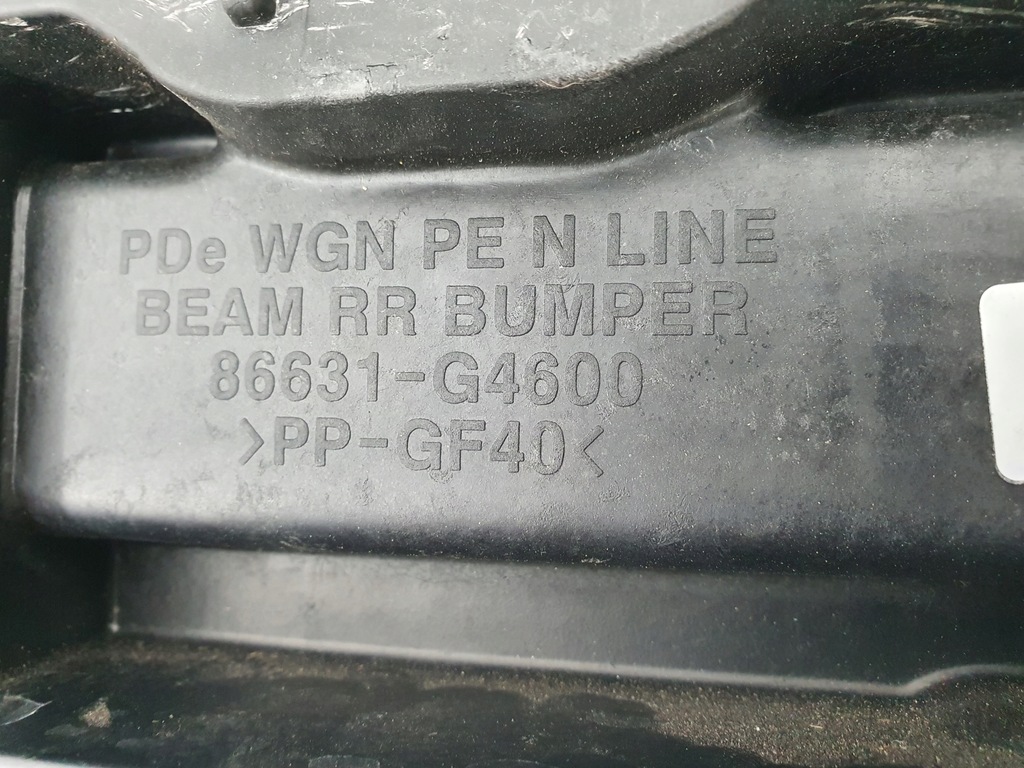 PDe WGN PE N LINE
BEAM RR BUMPER
86631-G4600
>PP-GF40<